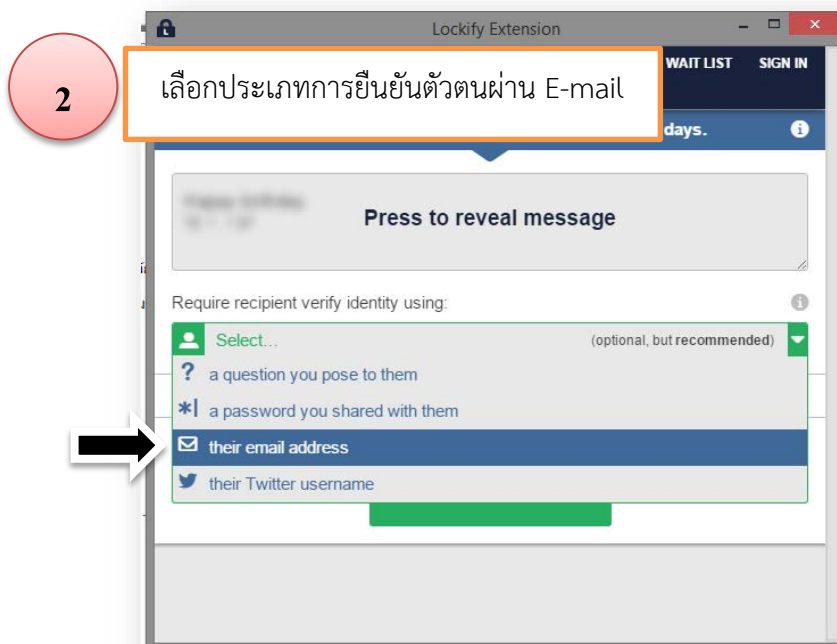 Lockify Extension
2
เลือกประเภทการยืนยันตัวตนผ่าน E-mail
WAIT LIST SIGN IN
days.
Press to reveal message
Require recipient verify identity using:
Select... (optional, but recommended)
? a question you pose to them
*| a password you shared with them
their email address
their Twitter username